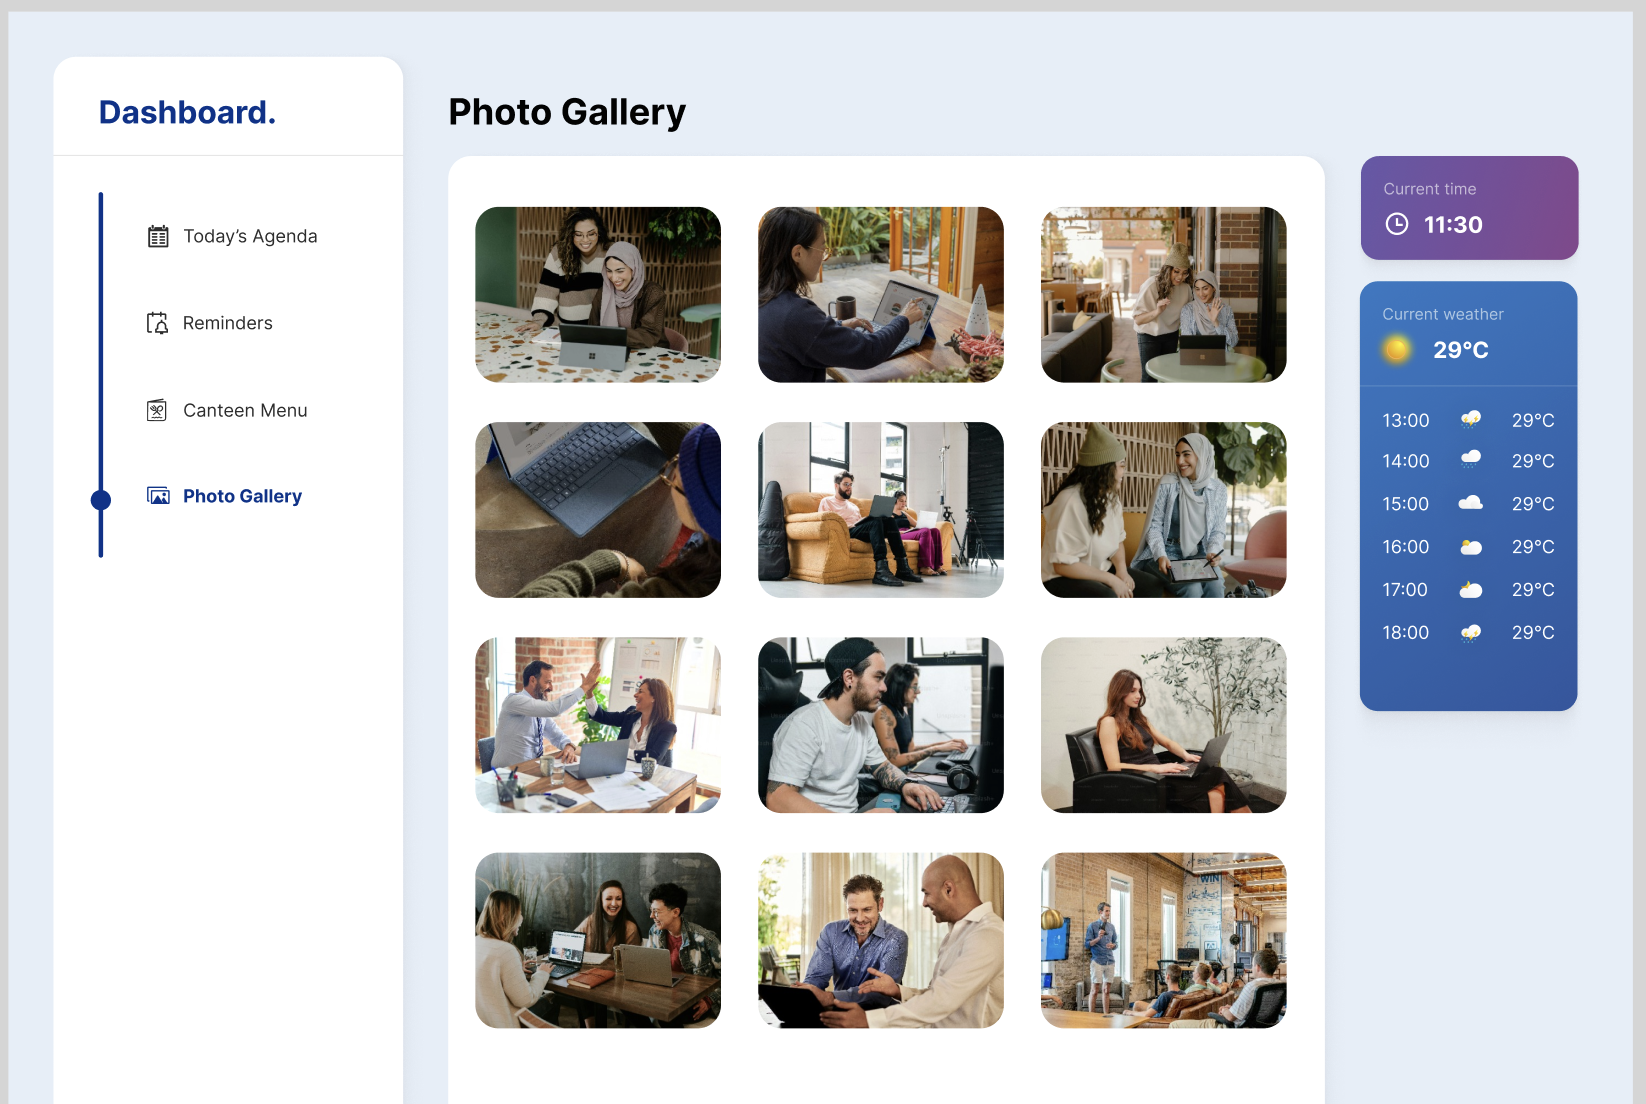 Dashboard.
Today's Agenda
Reminders
Canteen Menu
Photo Gallery
Photo Gallery
Current time
11:30
Current weather
29°C
13:00 29°C
14:00 29°C
15:00 29°C
16:00 29°C
17:00 29°C
18:00 29°C
WIN